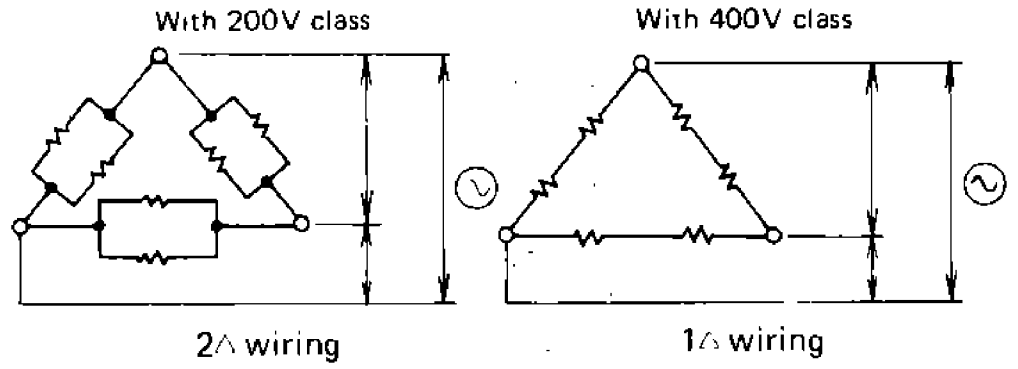 With 200V class
With 400V class
2△ wiring
1△ wiring